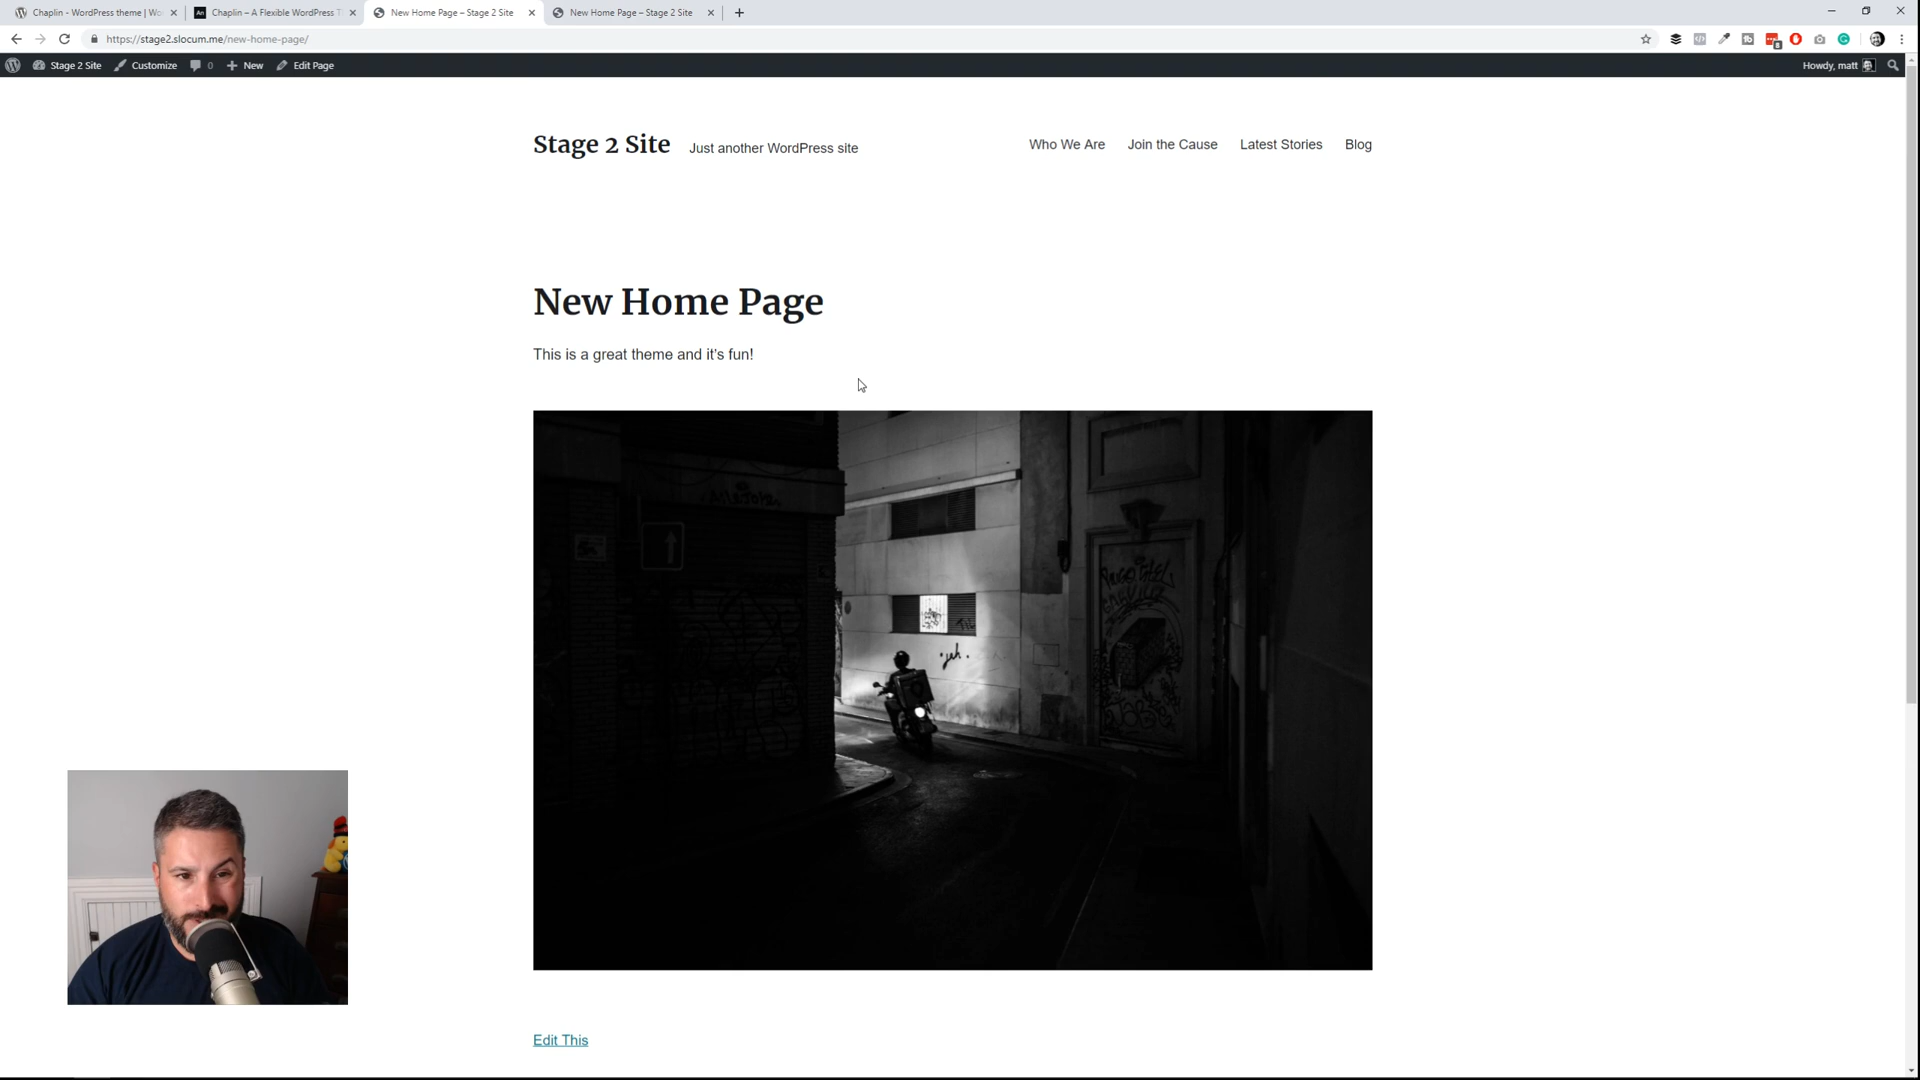 Chaplin - WordPress theme | Wo
Chaplin – A Flexible WordPress T
New Home Page – Stage 2 Site
New Home Page – Stage 2 Site
https://stage2.slocum.me/new-home-page/
Stage 2 Site
Customize
0
New
Edit Page
Howdy, matt
Stage 2 Site
Just another WordPress site
Who We Are
Join the Cause
Latest Stories
Blog
New Home Page
This is a great theme and it's fun!
Edit This